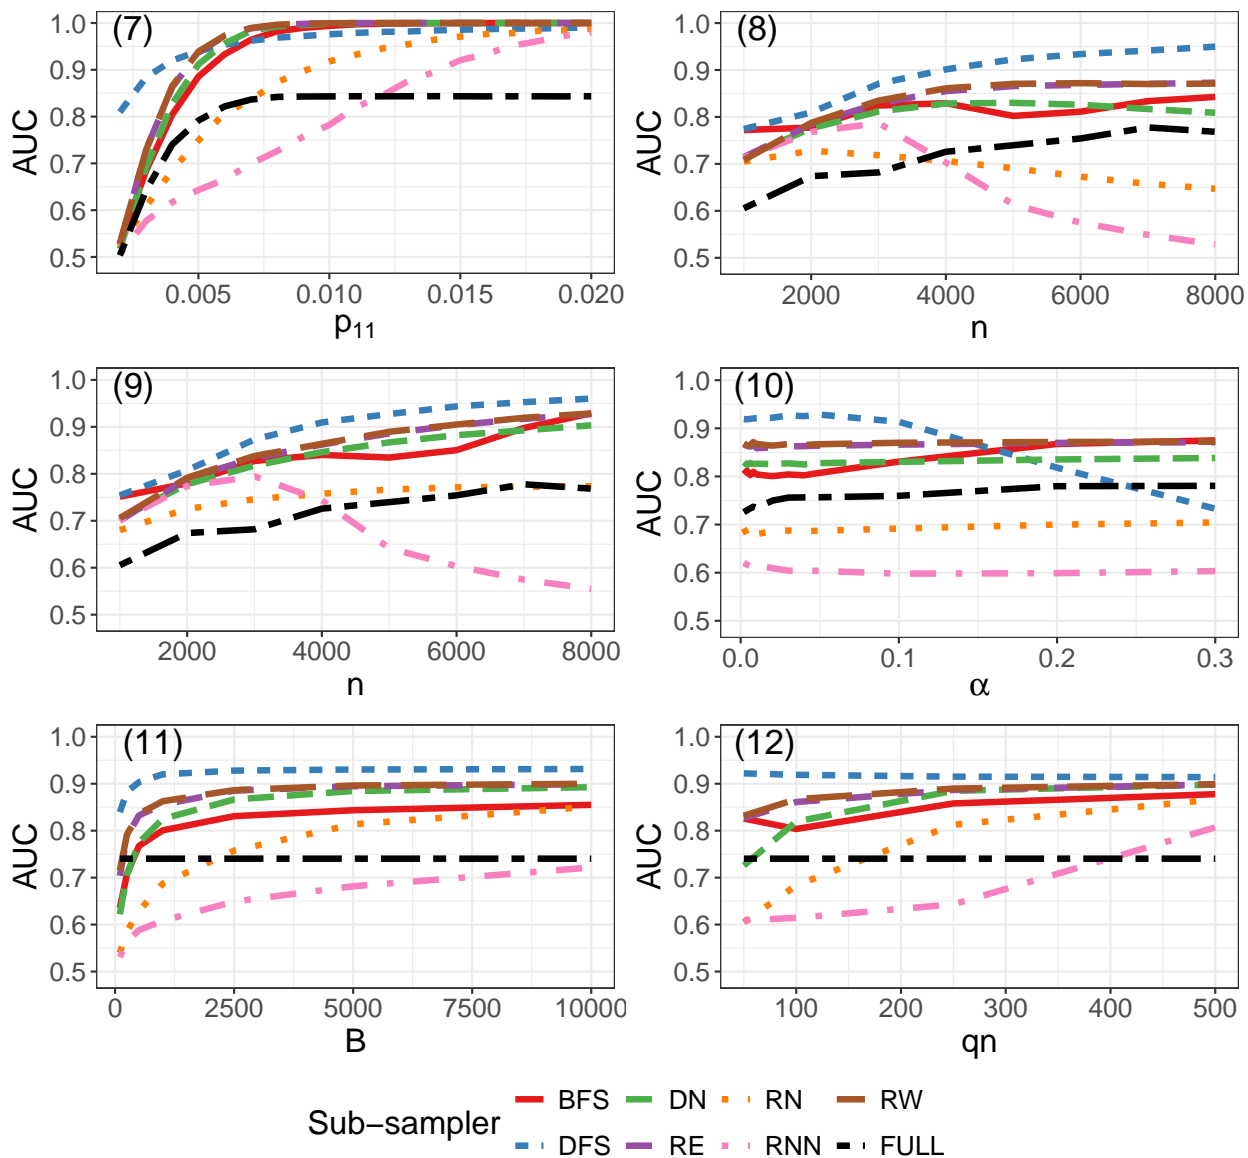 (7)
1.0
0.9
0.8
0.7
0.6
0.5
AUC
0.005 0.010 0.015 0.020
p11
(8)
1.0
0.9
0.8
0.7
0.6
0.5
AUC
2000 4000 6000 8000
n
(9)
1.0
0.9
0.8
0.7
0.6
0.5
AUC
2000 4000 6000 8000
n
(10)
1.0
0.9
0.8
0.7
0.6
0.5
AUC
0.0 0.1 0.2 0.3
α
(11)
1.0
0.9
0.8
0.7
0.6
0.5
AUC
0 2500 5000 7500 10000
B
(12)
1.0
0.9
0.8
0.7
0.6
0.5
AUC
100 200 300 400 500
qn
Sub−sampler
BFS DN RN RW
DFS RE RNN FULL